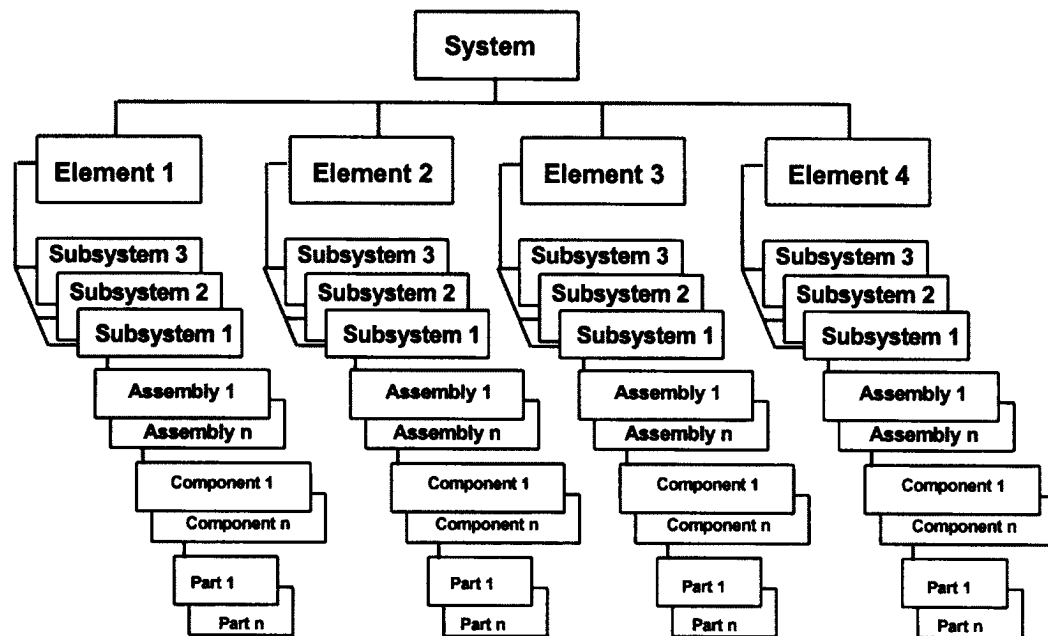 System
Element 1
Element 2
Element 3
Element 4
Subsystem 3
Subsystem 3
Subsystem 3
Subsystem 3
Subsystem 2
Subsystem 2
Subsystem 2
Subsystem 2
Subsystem 1
Subsystem 1
Subsystem 1
Subsystem 1
Assembly 1
Assembly 1
Assembly 1
Assembly 1
Assembly n
Assembly n
Assembly n
Assembly n
Component 1
Component 1
Component 1
Component 1
Component n
Component n
Component n
Component n
Part 1
Part 1
Part 1
Part 1
Part n
Part n
Part n
Part n